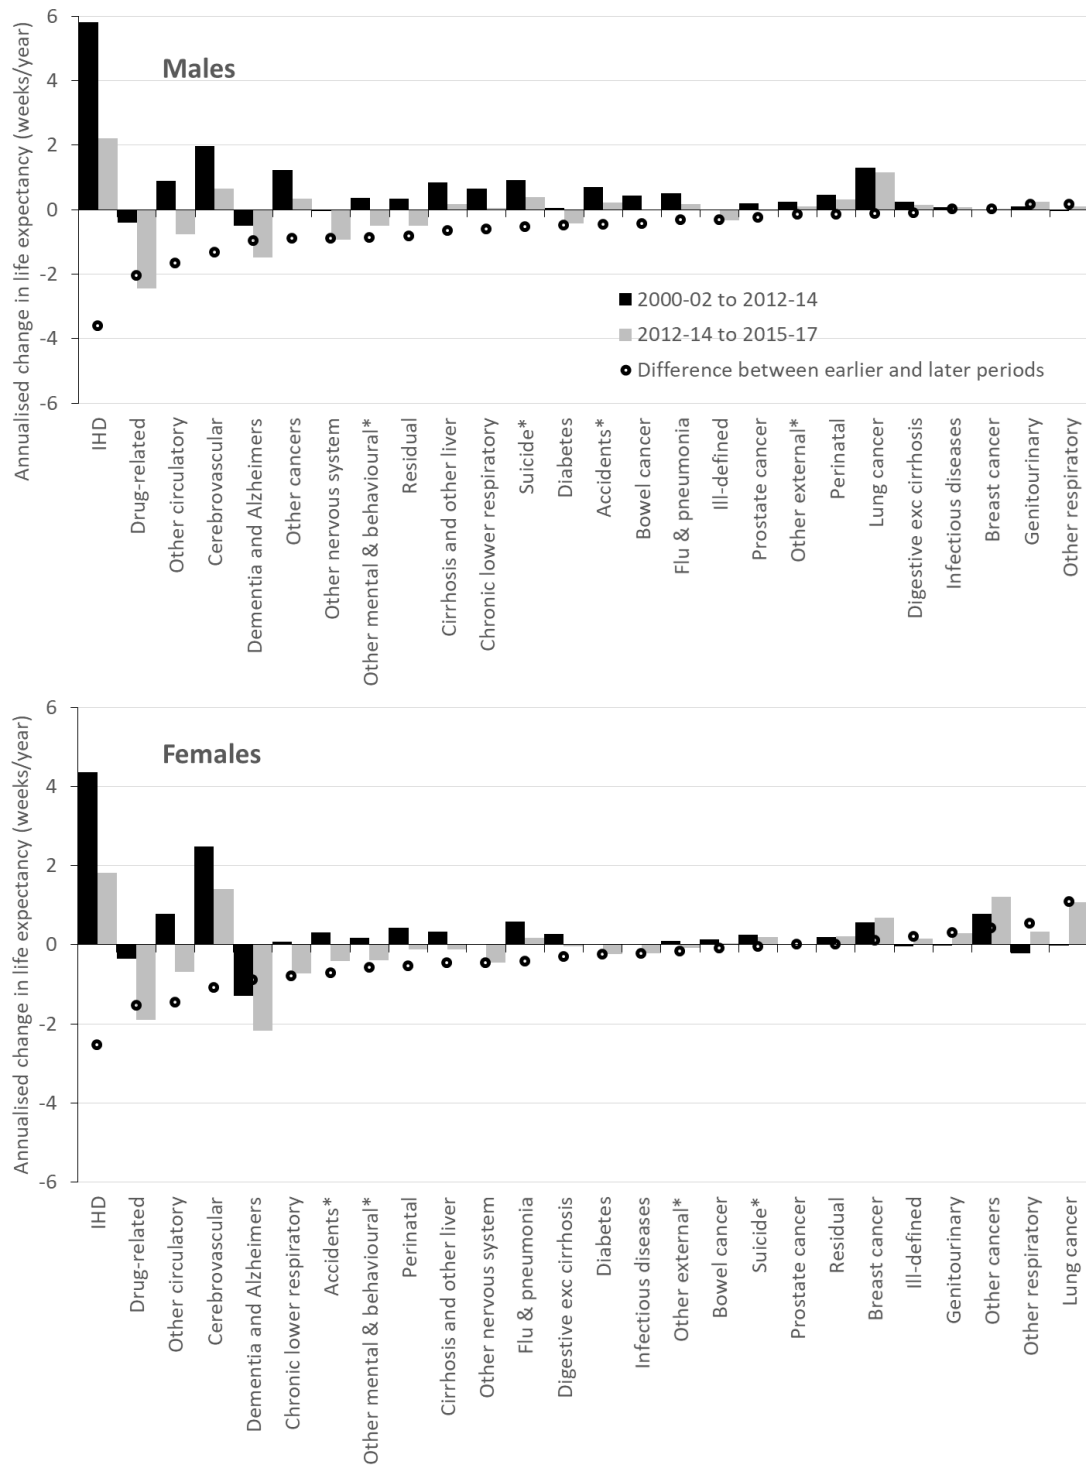 Males
Annualised change in life expectancy (weeks/year)
6
4
2
0
-2
-4
-6
2000-02 to 2012-14
2012-14 to 2015-17
Difference between earlier and later periods
IHD
Drug-related
Other circulatory
Cerebrovascular
Dementia and Alzheimers
Other cancers
Other nervous system
Other mental & behavioural*
Residual
Cirrhosis and other liver
Chronic lower respiratory
Suicide*
Diabetes
Accidents*
Bowel cancer
Flu & pneumonia
Ill-defined
Prostate cancer
Other external*
Perinatal
Lung cancer
Digestive exc cirrhosis
Infectious diseases
Breast cancer
Genitourinary
Other respiratory
Females
Annualised change in life expectancy (weeks/year)
6
4
2
0
-2
-4
-6
IHD
Drug-related
Other circulatory
Cerebrovascular
Dementia and Alzheimers
Chronic lower respiratory
Accidents*
Other mental & behavioural*
Perinatal
Cirrhosis and other liver
Other nervous system
Flu & pneumonia
Digestive exc cirrhosis
Diabetes
Infectious diseases
Other external*
Bowel cancer
Suicide*
Prostate cancer
Residual
Breast cancer
Ill-defined
Genitourinary
Other cancers
Other respiratory
Lung cancer